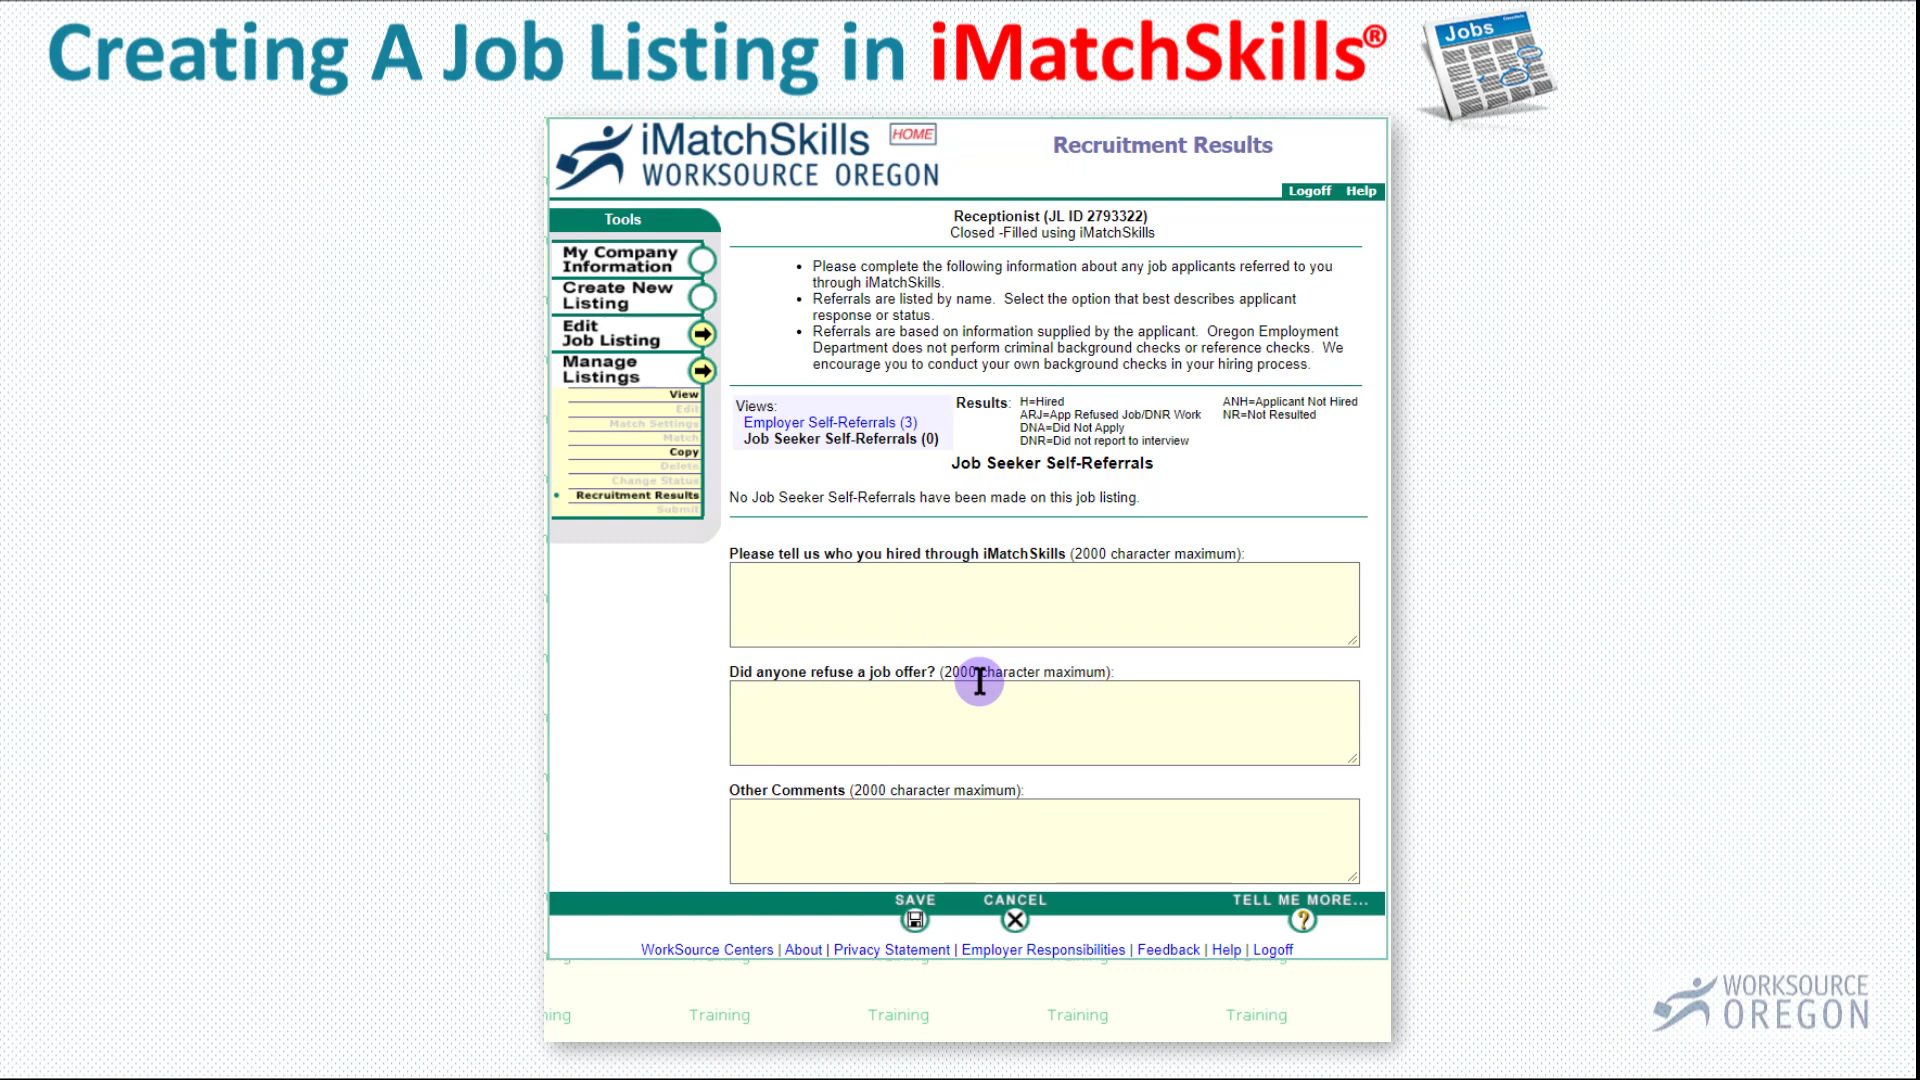 Creating A Job Listing in iMatchSkills®
Jobs
iMatchSkills HOME
WORKSOURCE OREGON
Recruitment Results
Logoff Help
Tools
My Company
Information
Create New
Listing
Edit
Job Listing
Manage
Listings
View
Edit
Match Settings
Match
Copy
Delete
Change Status
Recruitment Results
Submit
Receptionist (JL ID 2793322)
Closed -Filled using iMatchSkills
• Please complete the following information about any job applicants referred to you
through iMatchSkills.
• Referrals are listed by name. Select the option that best describes applicant
response or status.
• Referrals are based on information supplied by the applicant. Oregon Employment
Department does not perform criminal background checks or reference checks. We
encourage you to conduct your own background checks in your hiring process.
Views:
Employer Self-Referrals (3)
Job Seeker Self-Referrals (0)
Results: H=Hired
ARJ=App Refused Job/DNR Work
DNA=Did Not Apply
DNR=Did not report to interview
ANH=Applicant Not Hired
NR=Not Resulted
Job Seeker Self-Referrals
No Job Seeker Self-Referrals have been made on this job listing.
Please tell us who you hired through iMatchSkills (2000 character maximum):
Did anyone refuse a job offer? (2000 character maximum):
Other Comments (2000 character maximum):
SAVE CANCEL TELL ME MORE...
WorkSource Centers | About | Privacy Statement | Employer Responsibilities | Feedback | Help | Logoff
ning Training Training Training Training
WORKSOURCE
OREGON